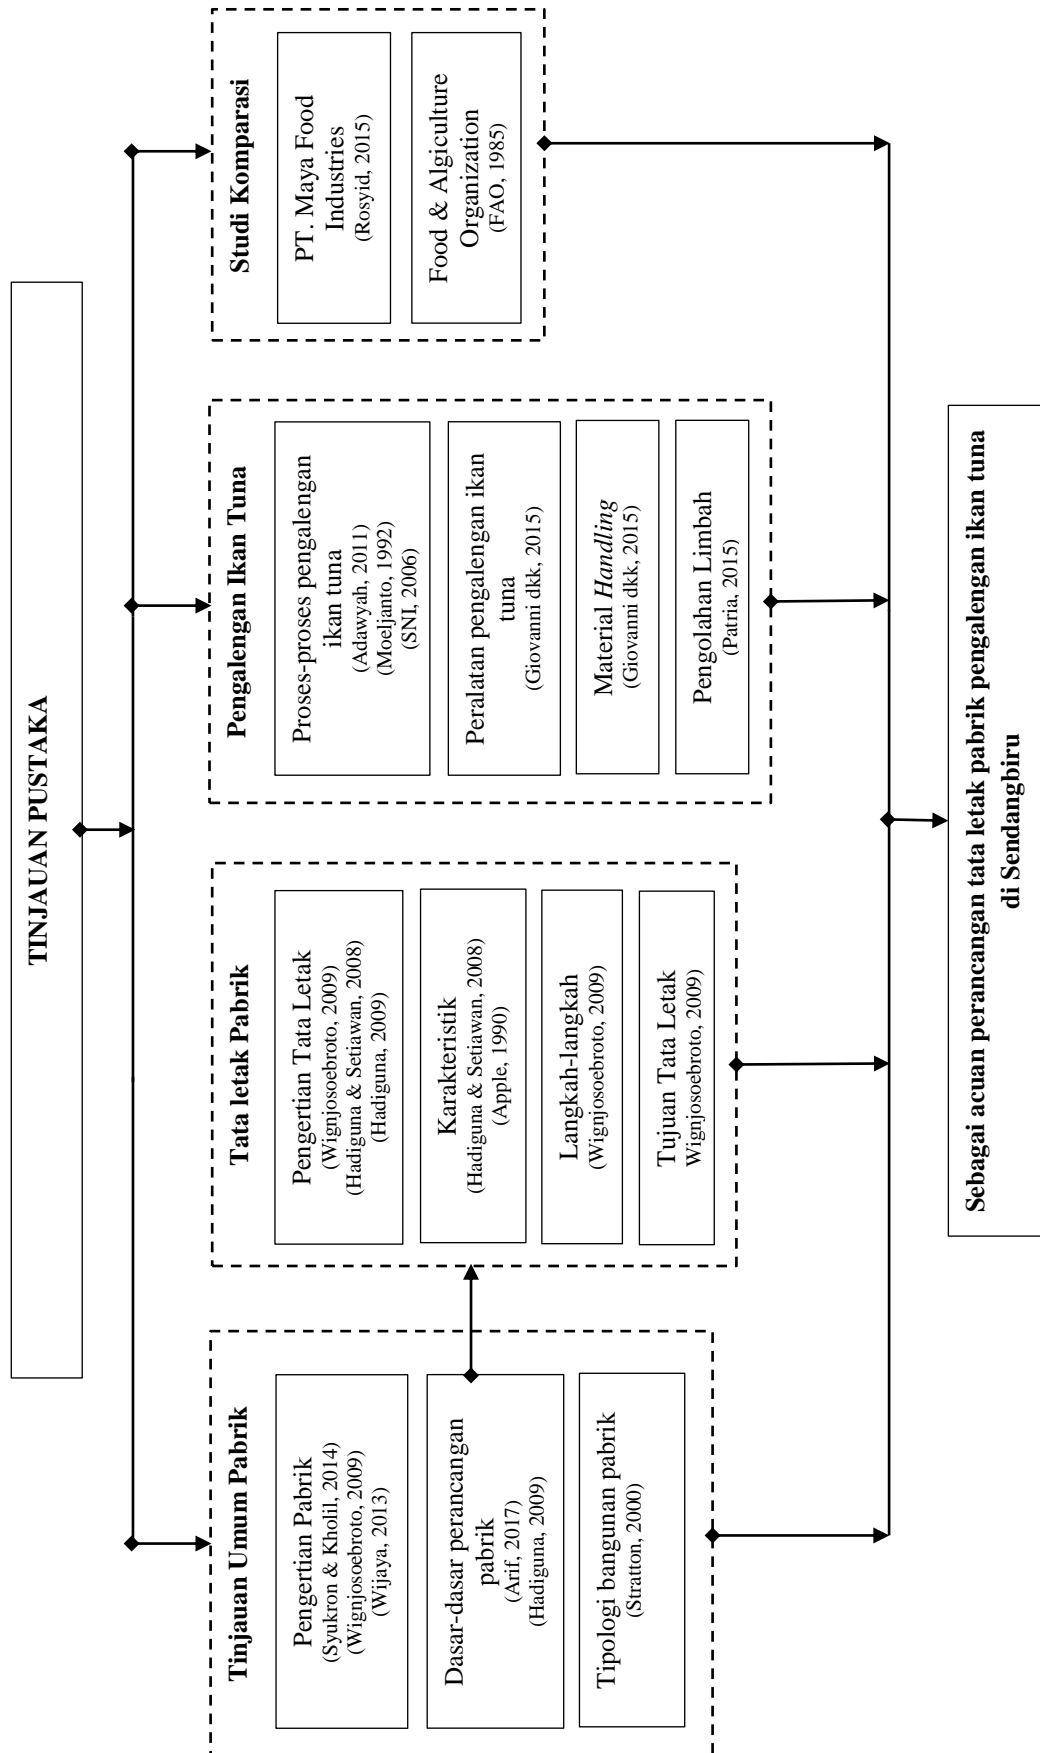 TINJAUAN PUSTAKA
Tinjauan Umum Pabrik
Pengertian Pabrik
(Syukron & Kholil, 2014)
(Wignjosoebroto, 2009)
(Wijaya, 2013)
Dasar-dasar perancangan
pabrik
(Arif, 2017)
(Hadiguna, 2009)
Tipologi bangunan pabrik
(Stratton, 2000)
Tata letak Pabrik
Pengertian Tata Letak
(Wignjosoebroto, 2009)
(Hadiguna & Setiawan, 2008)
(Hadiguna, 2009)
Karakteristik
(Hadiguna & Setiawan, 2008)
(Apple, 1990)
Langkah-langkah
(Wignjosoebroto, 2009)
Tujuan Tata Letak
Wignjosoebroto, 2009)
Pengalengan Ikan Tuna
Proses-proses pengalengan
ikan tuna
(Adawyah, 2011)
(Moeljanto, 1992)
(SNI, 2006)
Peralatan pengalengan ikan
tuna
(Giovanni dkk, 2015)
Material Handling
(Giovanni dkk, 2015)
Pengolahan Limbah
(Patria, 2015)
Studi Komparasi
PT. Maya Food
Industries
(Rosyid, 2015)
Food & Algiculture
Organization
(FAO, 1985)
Sebagai acuan perancangan tata letak pabrik pengalengan ikan tuna
di Sendangbiru